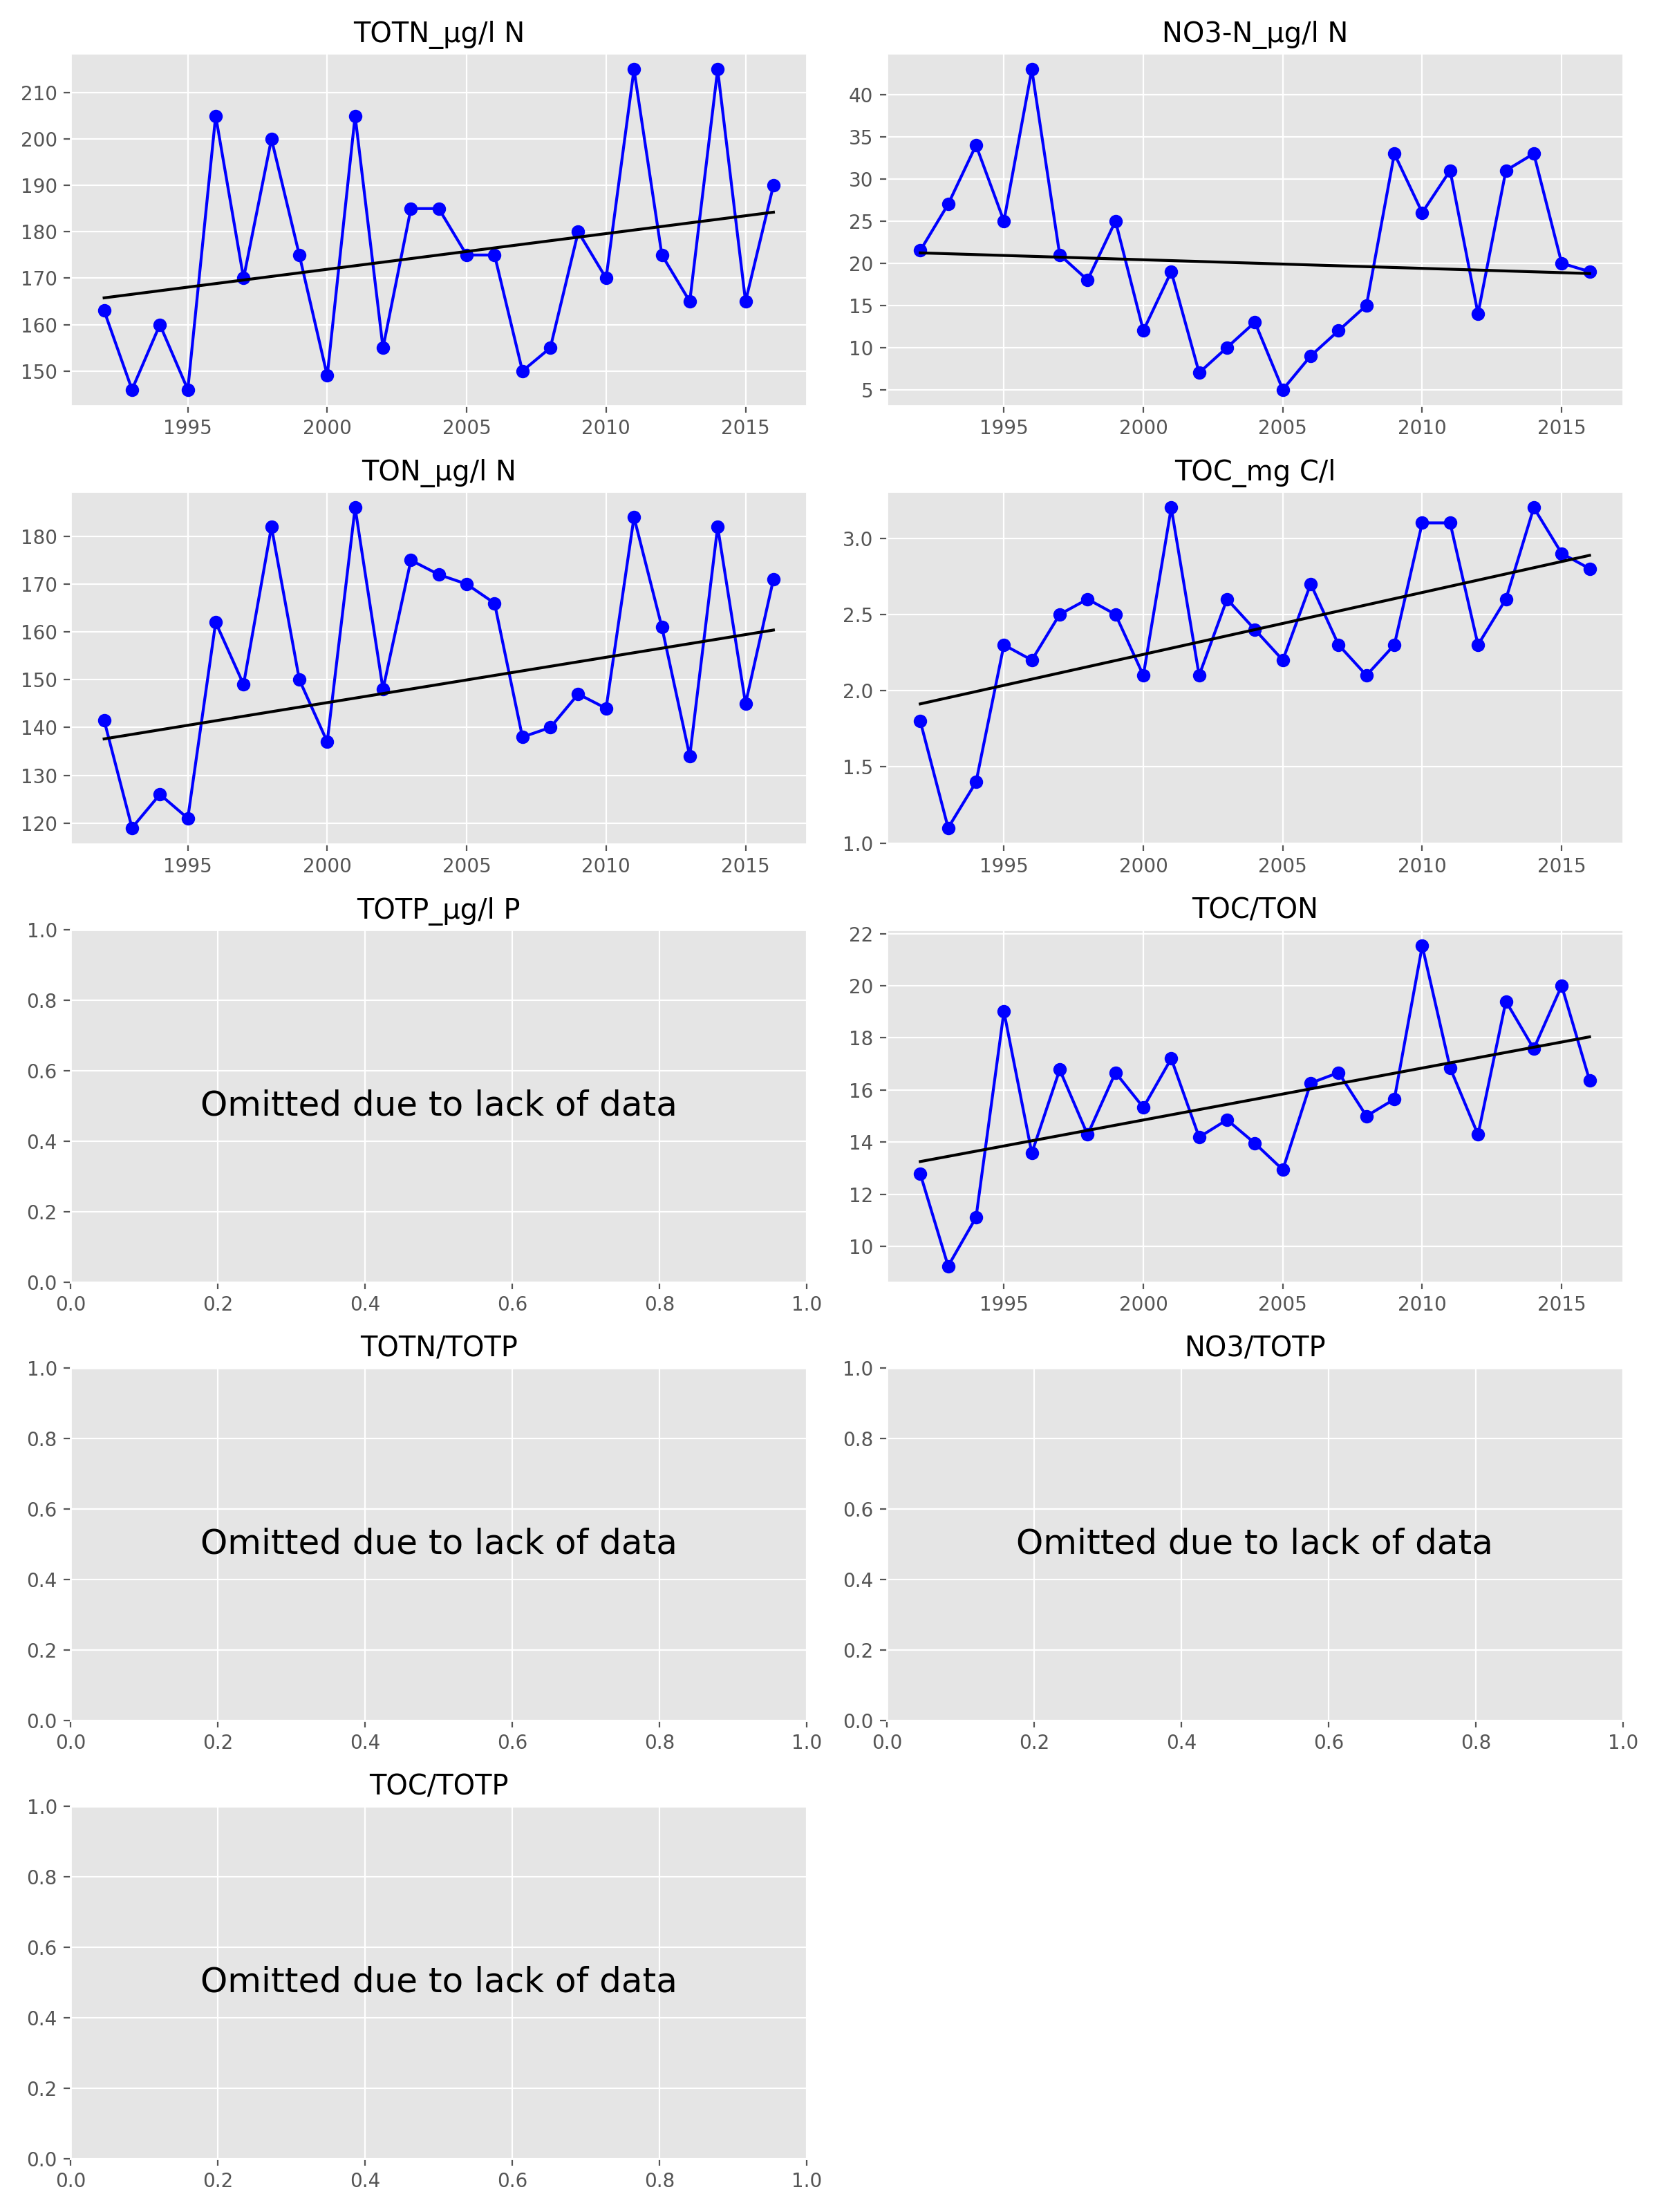 TOTN_µg/l N
210
200
190
180
170
160
150
1995 2000 2005 2010 2015
NO3-N_µg/l N
40
35
30
25
20
15
10
5
1995 2000 2005 2010 2015
TON_µg/l N
180
170
160
150
140
130
120
1995 2000 2005 2010 2015
TOC_mg C/l
3.0
2.5
2.0
1.5
1.0
1995 2000 2005 2010 2015
TOTP_µg/l P
1.0
0.8
0.6
Omitted due to lack of data
0.4
0.2
0.0
0.0 0.2 0.4 0.6 0.8 1.0
TOC/TON
22
20
18
16
14
12
10
1995 2000 2005 2010 2015
TOTN/TOTP
1.0
0.8
0.6
Omitted due to lack of data
0.4
0.2
0.0
0.0 0.2 0.4 0.6 0.8 1.0
NO3/TOTP
1.0
0.8
0.6
Omitted due to lack of data
0.4
0.2
0.0
0.0 0.2 0.4 0.6 0.8 1.0
TOC/TOTP
1.0
0.8
0.6
Omitted due to lack of data
0.4
0.2
0.0
0.0 0.2 0.4 0.6 0.8 1.0